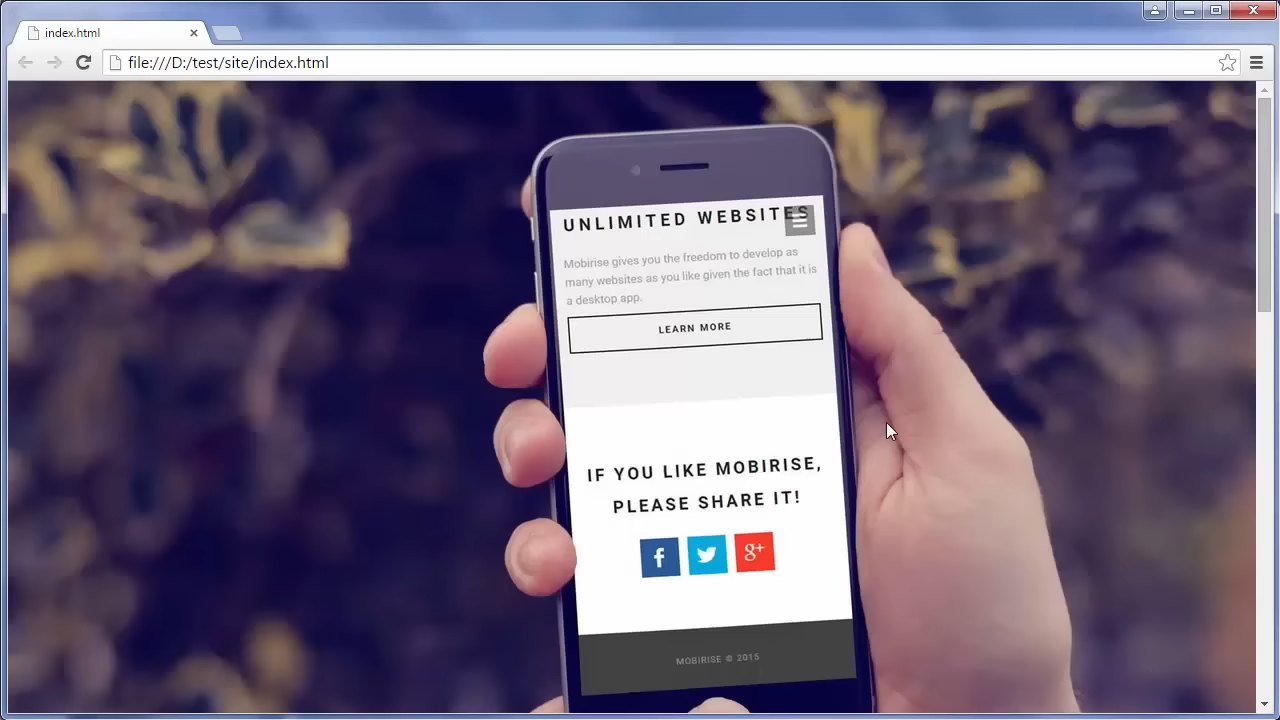 index.html
file:///D:/test/site/index.html
UNLIMITED WEBSITES
Mobirise gives you the freedom to develop as
many websites as you like given the fact that it is
a desktop app.
LEARN MORE
IF YOU LIKE MOBIRISE,
PLEASE SHARE IT!
f
g+
MOBIRISE © 2015